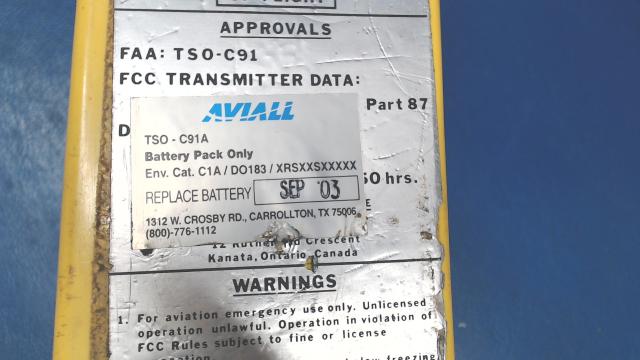 APPROVALS
FAA: TSO-C91
FCC TRANSMITTER DATA:
Part 87
AVIALL
TSO - C91A
Battery Pack Only
Env. Cat. C1A / DO183 / XRSXXSXXXXX
50 hrs.
REPLACE BATTERY SEP '03
1312 W. CROSBY RD., CARROLLTON, TX 75006
(800)-776-1112
Crescent
Kanata, Ontario, Canada
WARNINGS
1. For aviation emergency use only. Unlicensed
operation unlawful. Operation in violation of
FCC Rules subject to fine or license